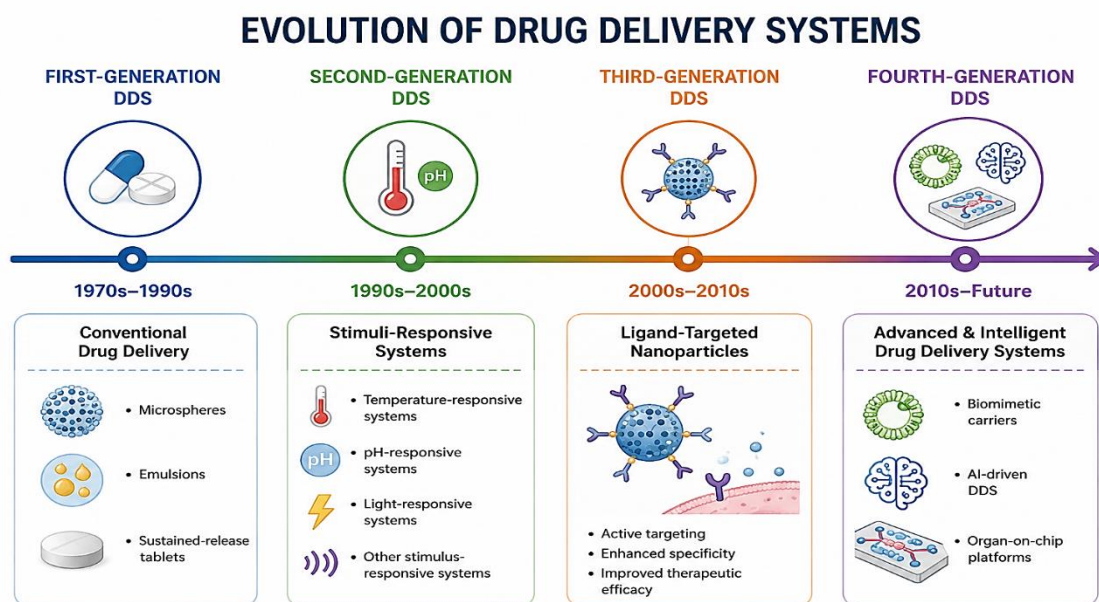 EVOLUTION OF DRUG DELIVERY SYSTEMS
FIRST-GENERATION
DDS
SECOND-GENERATION
DDS
THIRD-GENERATION
DDS
FOURTH-GENERATION
DDS
pH
1970s–1990s
1990s–2000s
2000s–2010s
2010s–Future
Conventional
Drug Delivery
• Microspheres
• Emulsions
• Sustained-release
tablets
Stimuli-Responsive
Systems
• Temperature-responsive
systems
pH
• pH-responsive
systems
• Light-responsive
systems
• Other stimulus-
responsive systems
Ligand-Targeted
Nanoparticles
• Active targeting
• Enhanced specificity
• Improved therapeutic
efficacy
Advanced & Intelligent
Drug Delivery Systems
• Biomimetic
carriers
• AI-driven
DDS
• Organ-on-chip
platforms